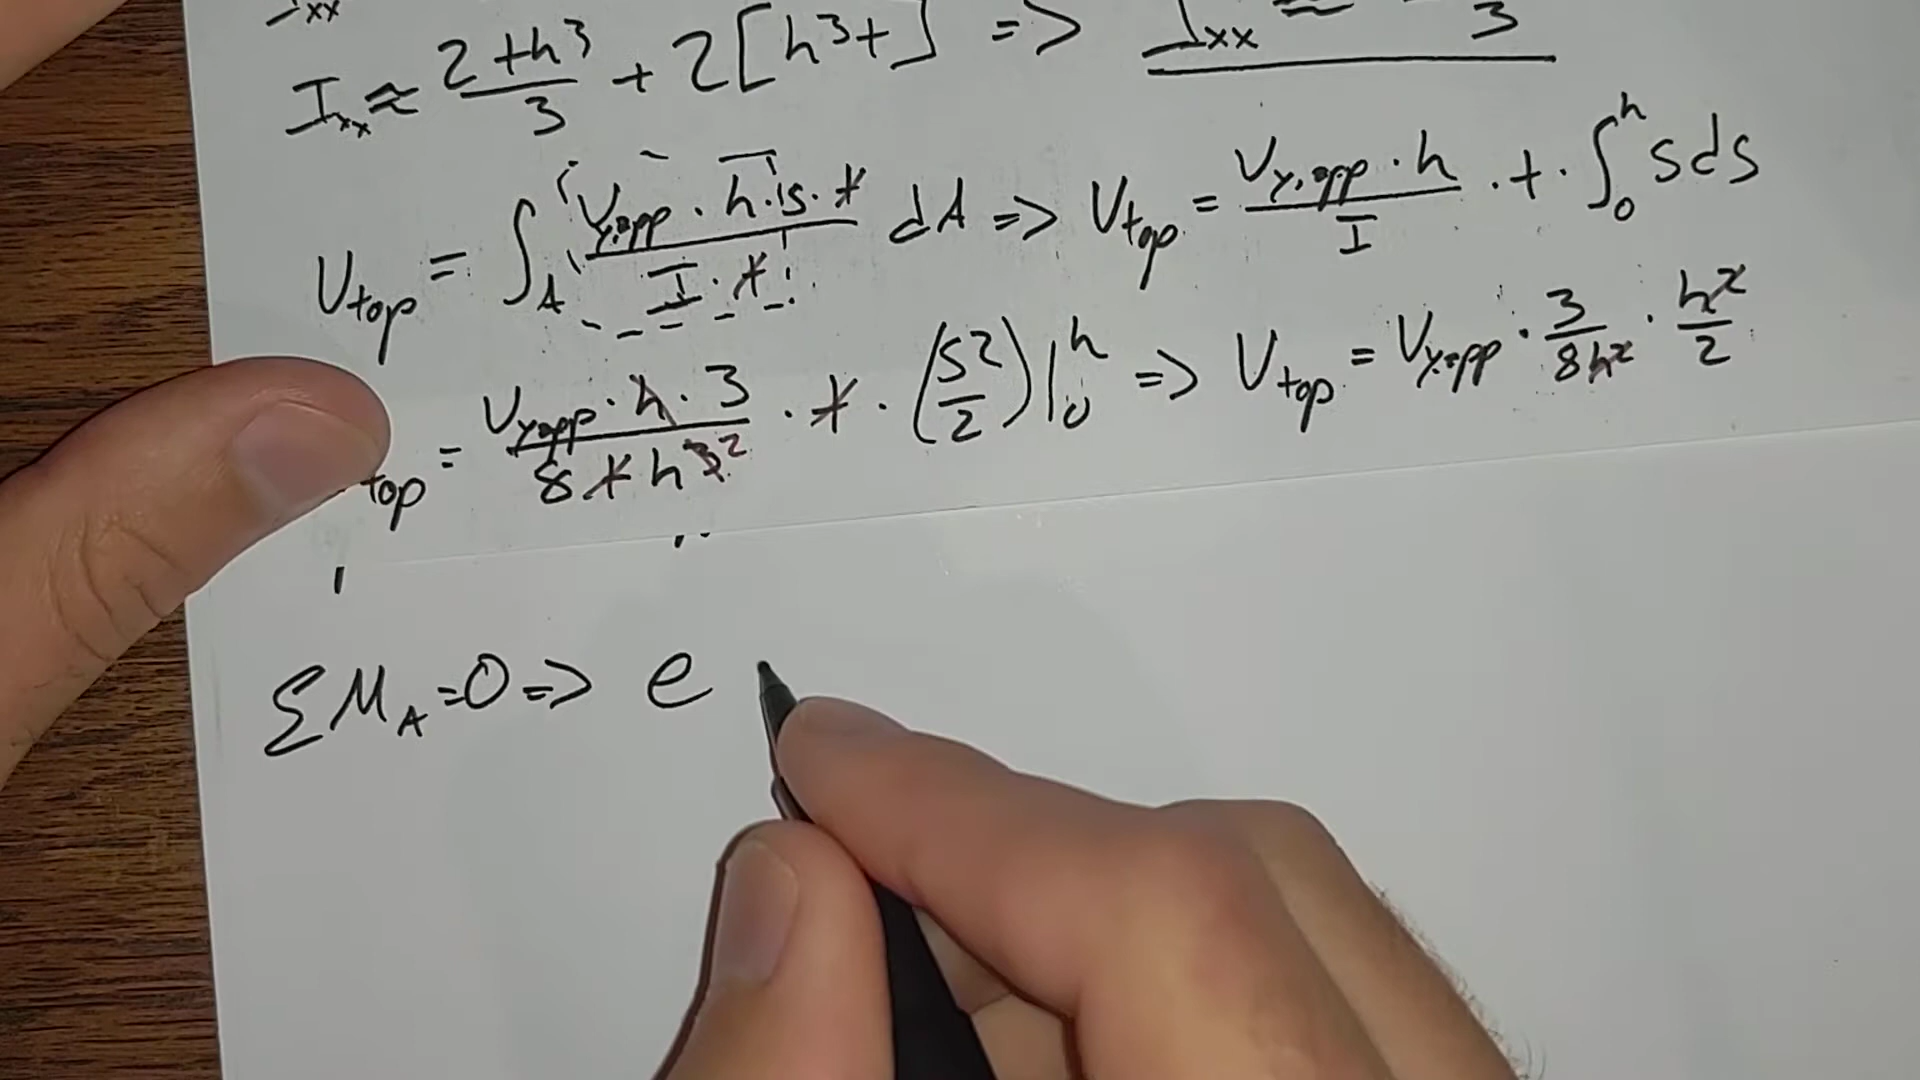 I_xx ≈ 3
I_xx ≈ 2th³/3 + 2[h³t] =>
V_top = ∫_A V_y,app · h · s · t / I · t dA => V_top = V_y,app · h / I · t · ∫_0^h s ds
top = V_y,app · h · 3 / 8 t h³ ² · t · (s²/2)|_0^h => V_top = V_y,app · 3/8h² · h²/2
ΣM_A = 0 => e